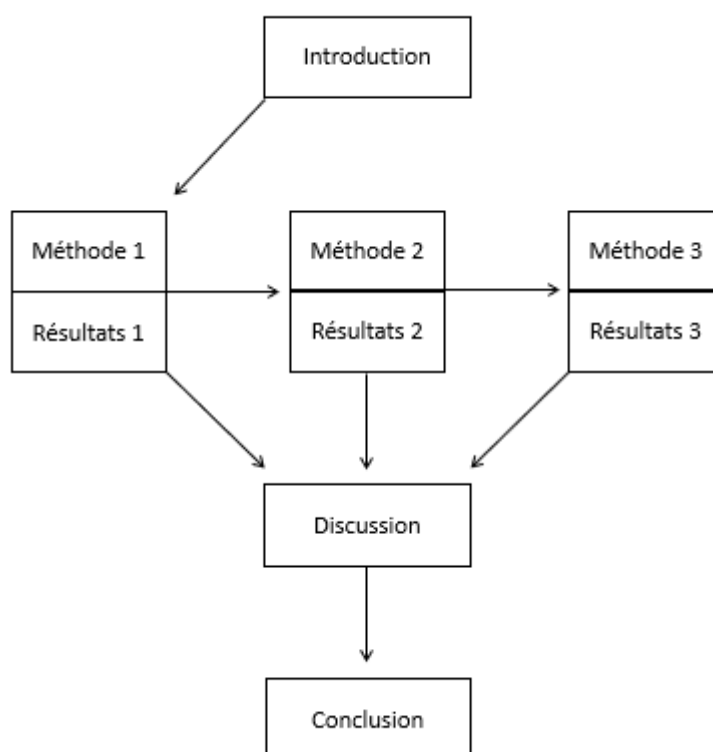 Introduction
Méthode 1
Méthode 2
Méthode 3
Résultats 1
Résultats 2
Résultats 3
Discussion
Conclusion